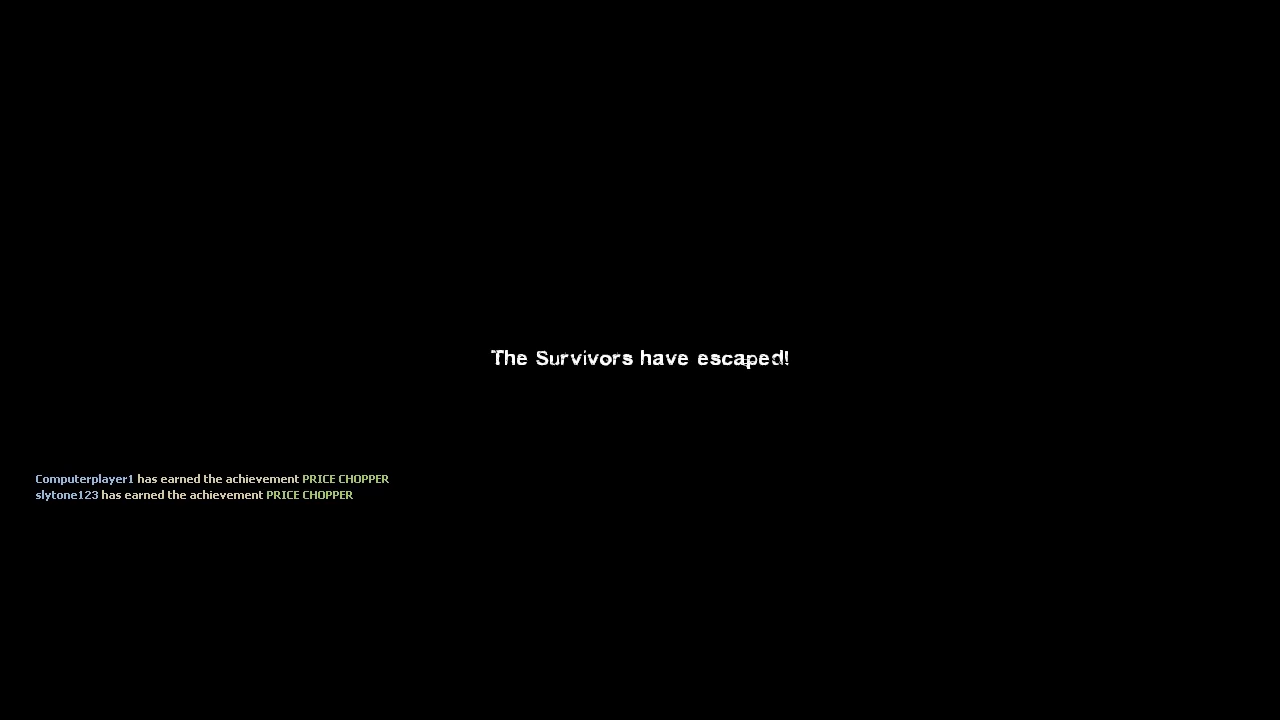 The Survivors have escaped!
Computerplayer1 has earned the achievement PRICE CHOPPER
slytone123 has earned the achievement PRICE CHOPPER